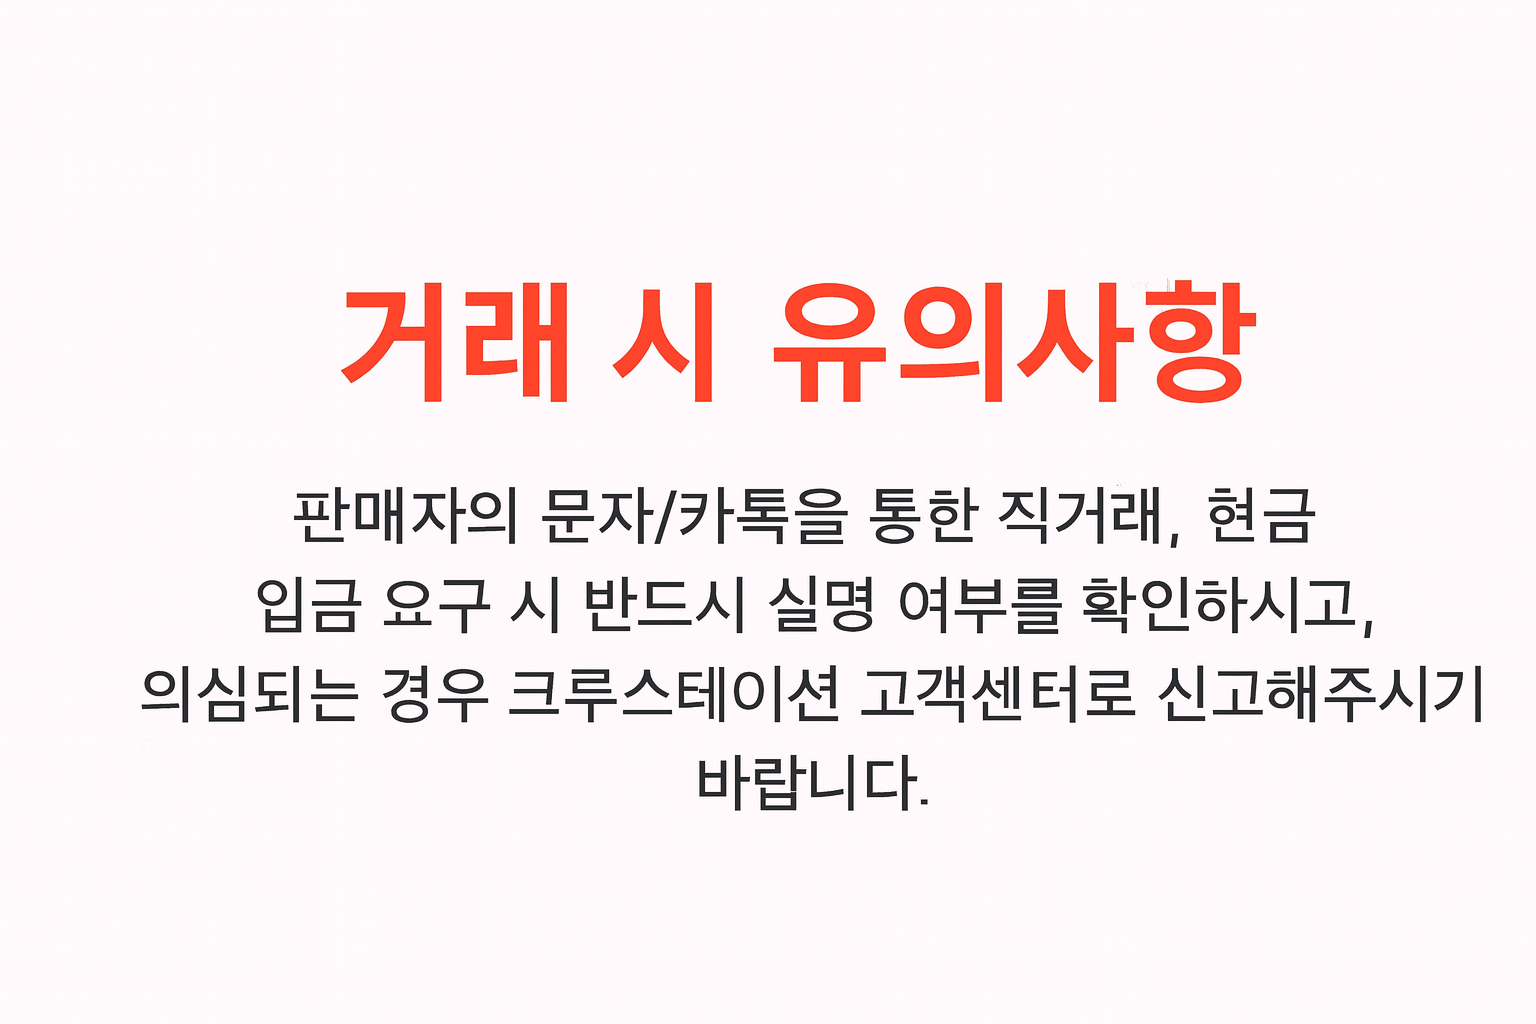 거래 시 유의사항
판매자의 문자/카톡을 통한 직거래, 현금
입금 요구 시 반드시 실명 여부를 확인하시고,
의심되는 경우 크루스테이션 고객센터로 신고해주시기
바랍니다.